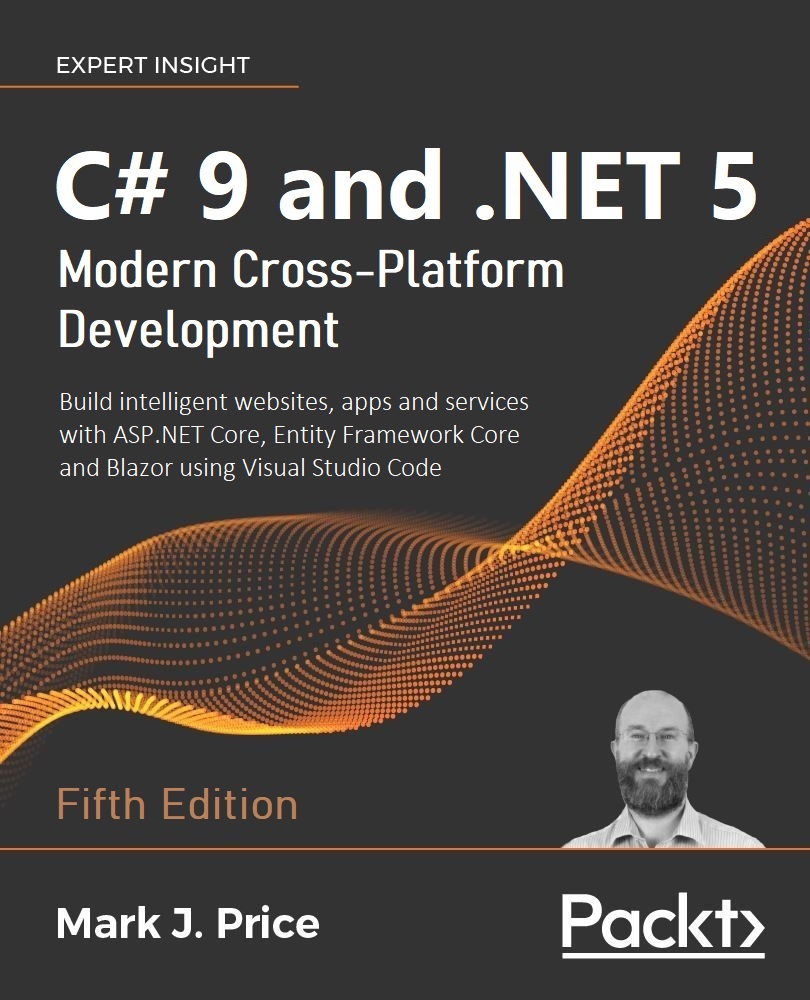 EXPERT INSIGHT
C# 9 and .NET 5
Modern Cross-Platform
Development
Build intelligent websites, apps and services
with ASP.NET Core, Entity Framework Core
and Blazor using Visual Studio Code
Fifth Edition
Mark J. Price
Packt>